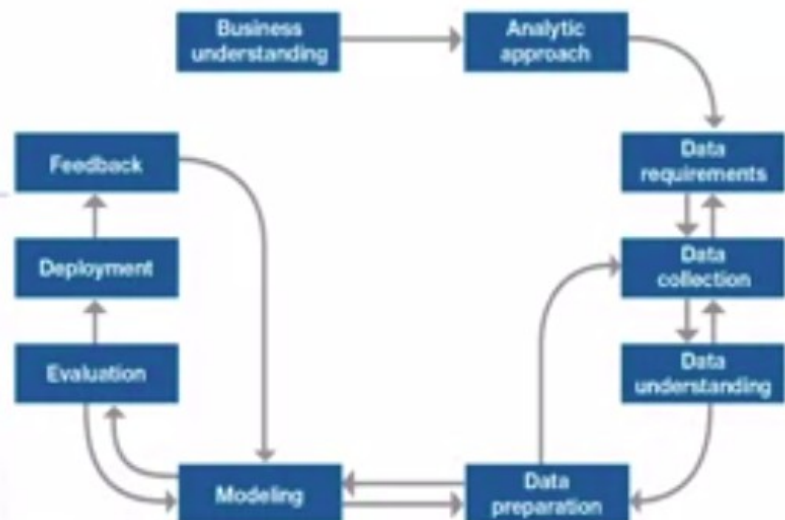 Business
understanding
Analytic
approach
Data
requirements
Data
collection
Data
understanding
Data
preparation
Modeling
Evaluation
Deployment
Feedback